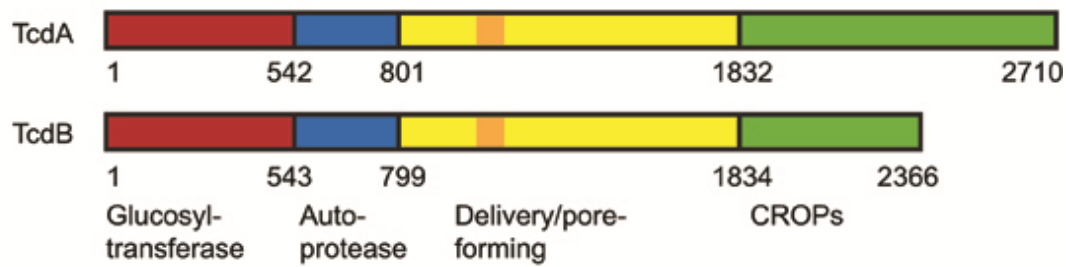 TcdA
1 542 801 1832 2710
TcdB
1 543 799 1834 2366
Glucosyl- Auto- Delivery/pore- CROPs
transferase protease forming